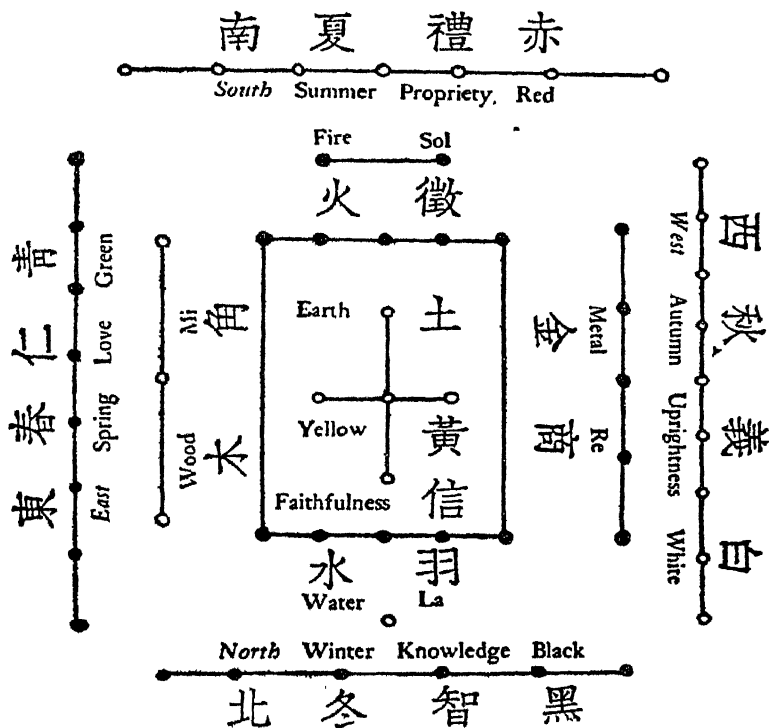 南 夏 禮 赤
South Summer Propriety, Red
Fire Sol
火 徵
東 春 仁 青
East Spring Love Green
Wood Mi
木 角
Earth 土
Yellow 黃
Faithfulness 信
金 商
Metal Re
West Autumn Uprightness White
西 秋 義 白
水 羽
Water La
North Winter Knowledge Black
北 冬 智 黑